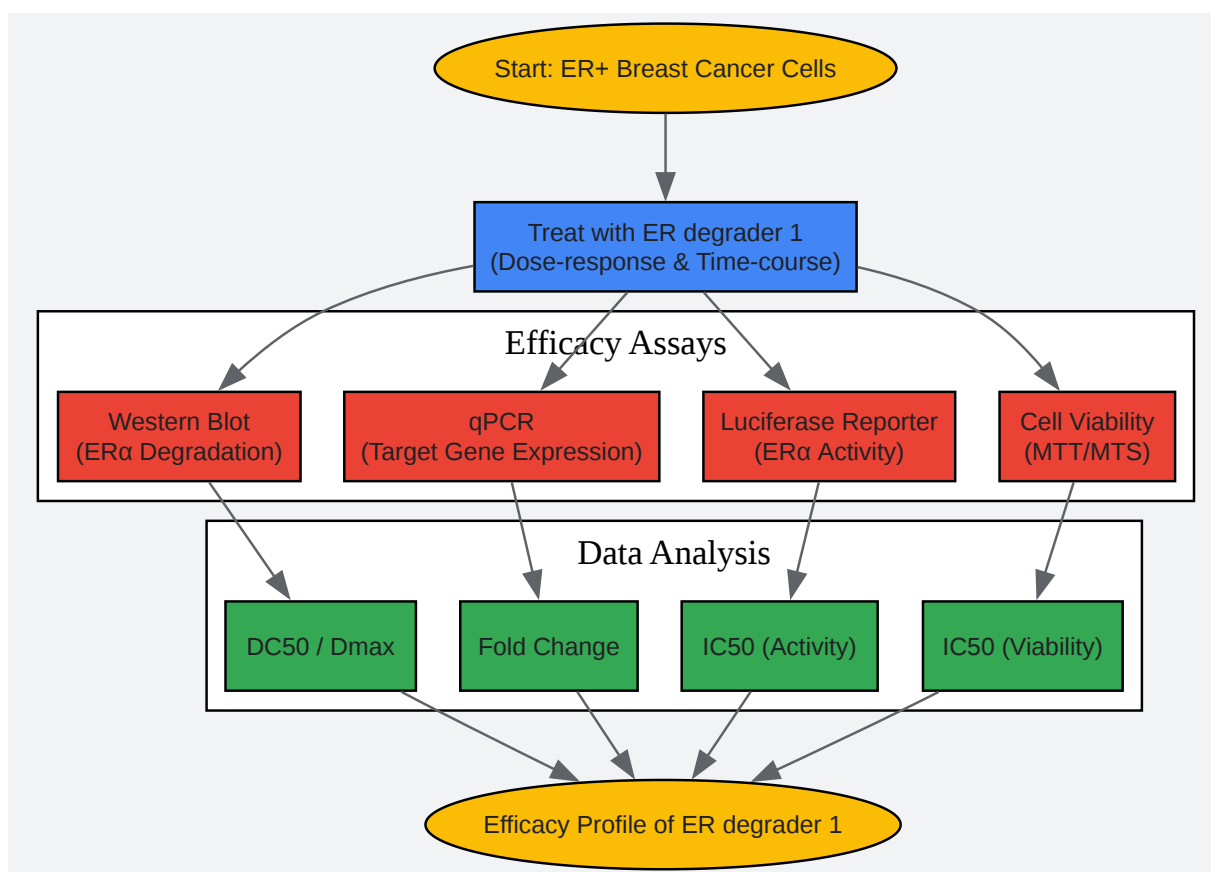 Start: ER+ Breast Cancer Cells
Treat with ER degrader 1
(Dose-response & Time-course)
Efficacy Assays
Western Blot
(ERα Degradation)
qPCR
(Target Gene Expression)
Luciferase Reporter
(ERα Activity)
Cell Viability
(MTT/MTS)
Data Analysis
DC50 / Dmax
Fold Change
IC50 (Activity)
IC50 (Viability)
Efficacy Profile of ER degrader 1